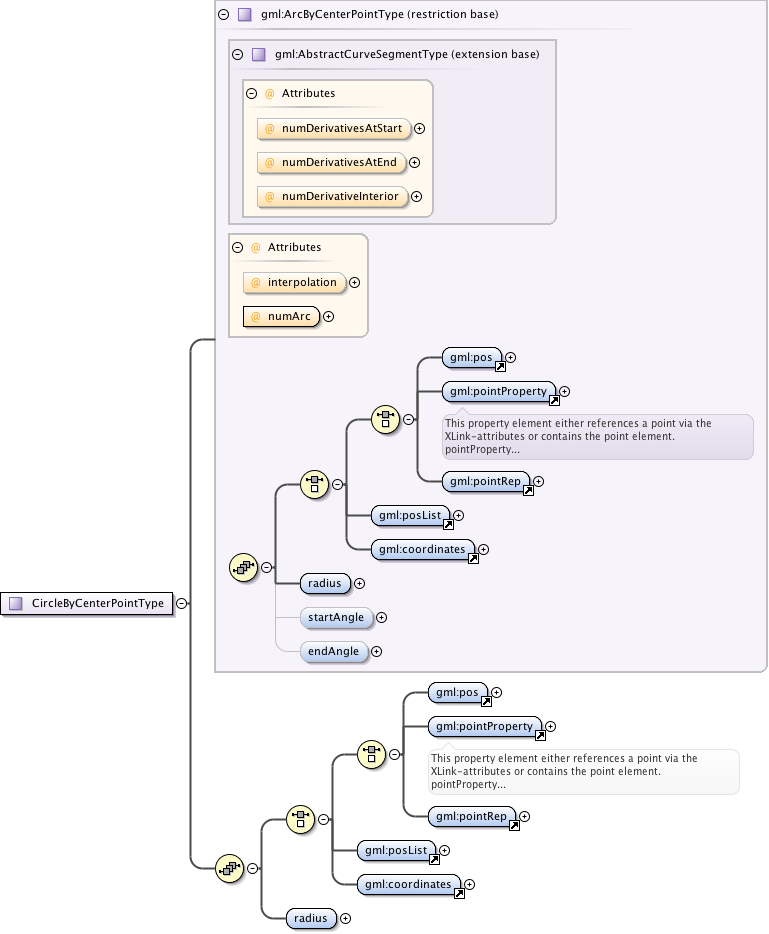 gml:ArcByCenterPointType (restriction base)
gml:AbstractCurveSegmentType (extension base)
@ Attributes
@ numDerivativesAtStart
@ numDerivativesAtEnd
@ numDerivativeInterior
@ Attributes
@ interpolation
@ numArc
gml:pos
gml:pointProperty
This property element either references a point via the
XLink-attributes or contains the point element.
pointProperty...
gml:pointRep
gml:posList
gml:coordinates
radius
startAngle
endAngle
CircleByCenterPointType
gml:pos
gml:pointProperty
This property element either references a point via the
XLink-attributes or contains the point element.
pointProperty...
gml:pointRep
gml:posList
gml:coordinates
radius